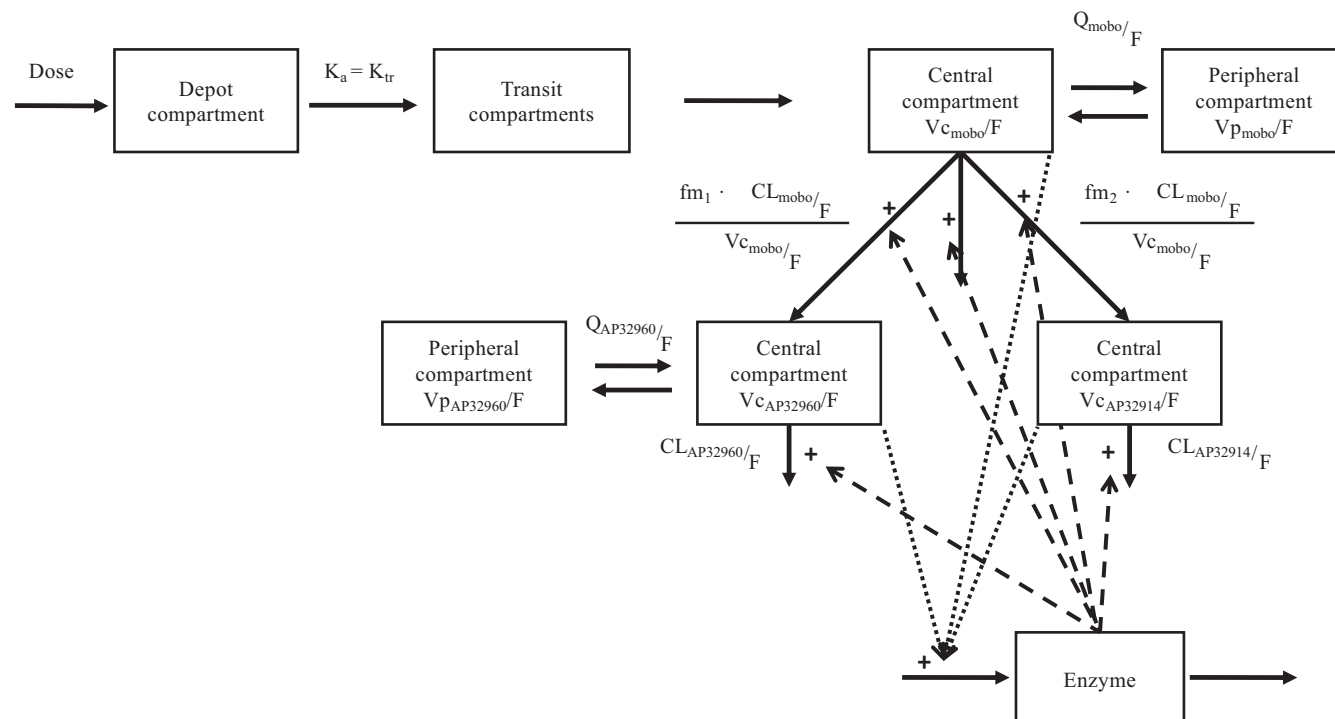 Dose
Depot
compartment
Ka = Ktr
Transit
compartments
Central
compartment
Vcmobo/F
Qmobo/F
Peripheral
compartment
Vpmobo/F
fm1 · CLmobo/F
Vcmobo/F
+
+
+
fm2 · CLmobo/F
Vcmobo/F
Peripheral
compartment
VpAP32960/F
QAP32960/F
Central
compartment
VcAP32960/F
Central
compartment
VcAP32914/F
CLAP32960/F
+
+
CLAP32914/F
+
Enzyme